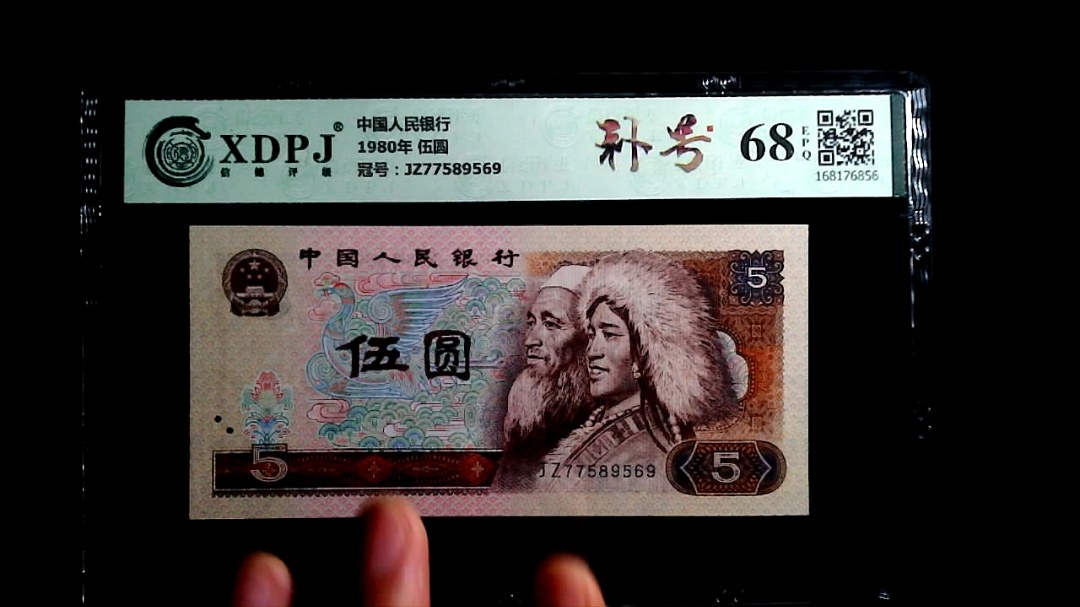 XDPJ®
信德评级
中国人民银行
1980年 伍圆
冠号：JZ77589569
补号
68
EPQ
168176856
中国人民银行
5
伍圆
5
JZ77589569
5